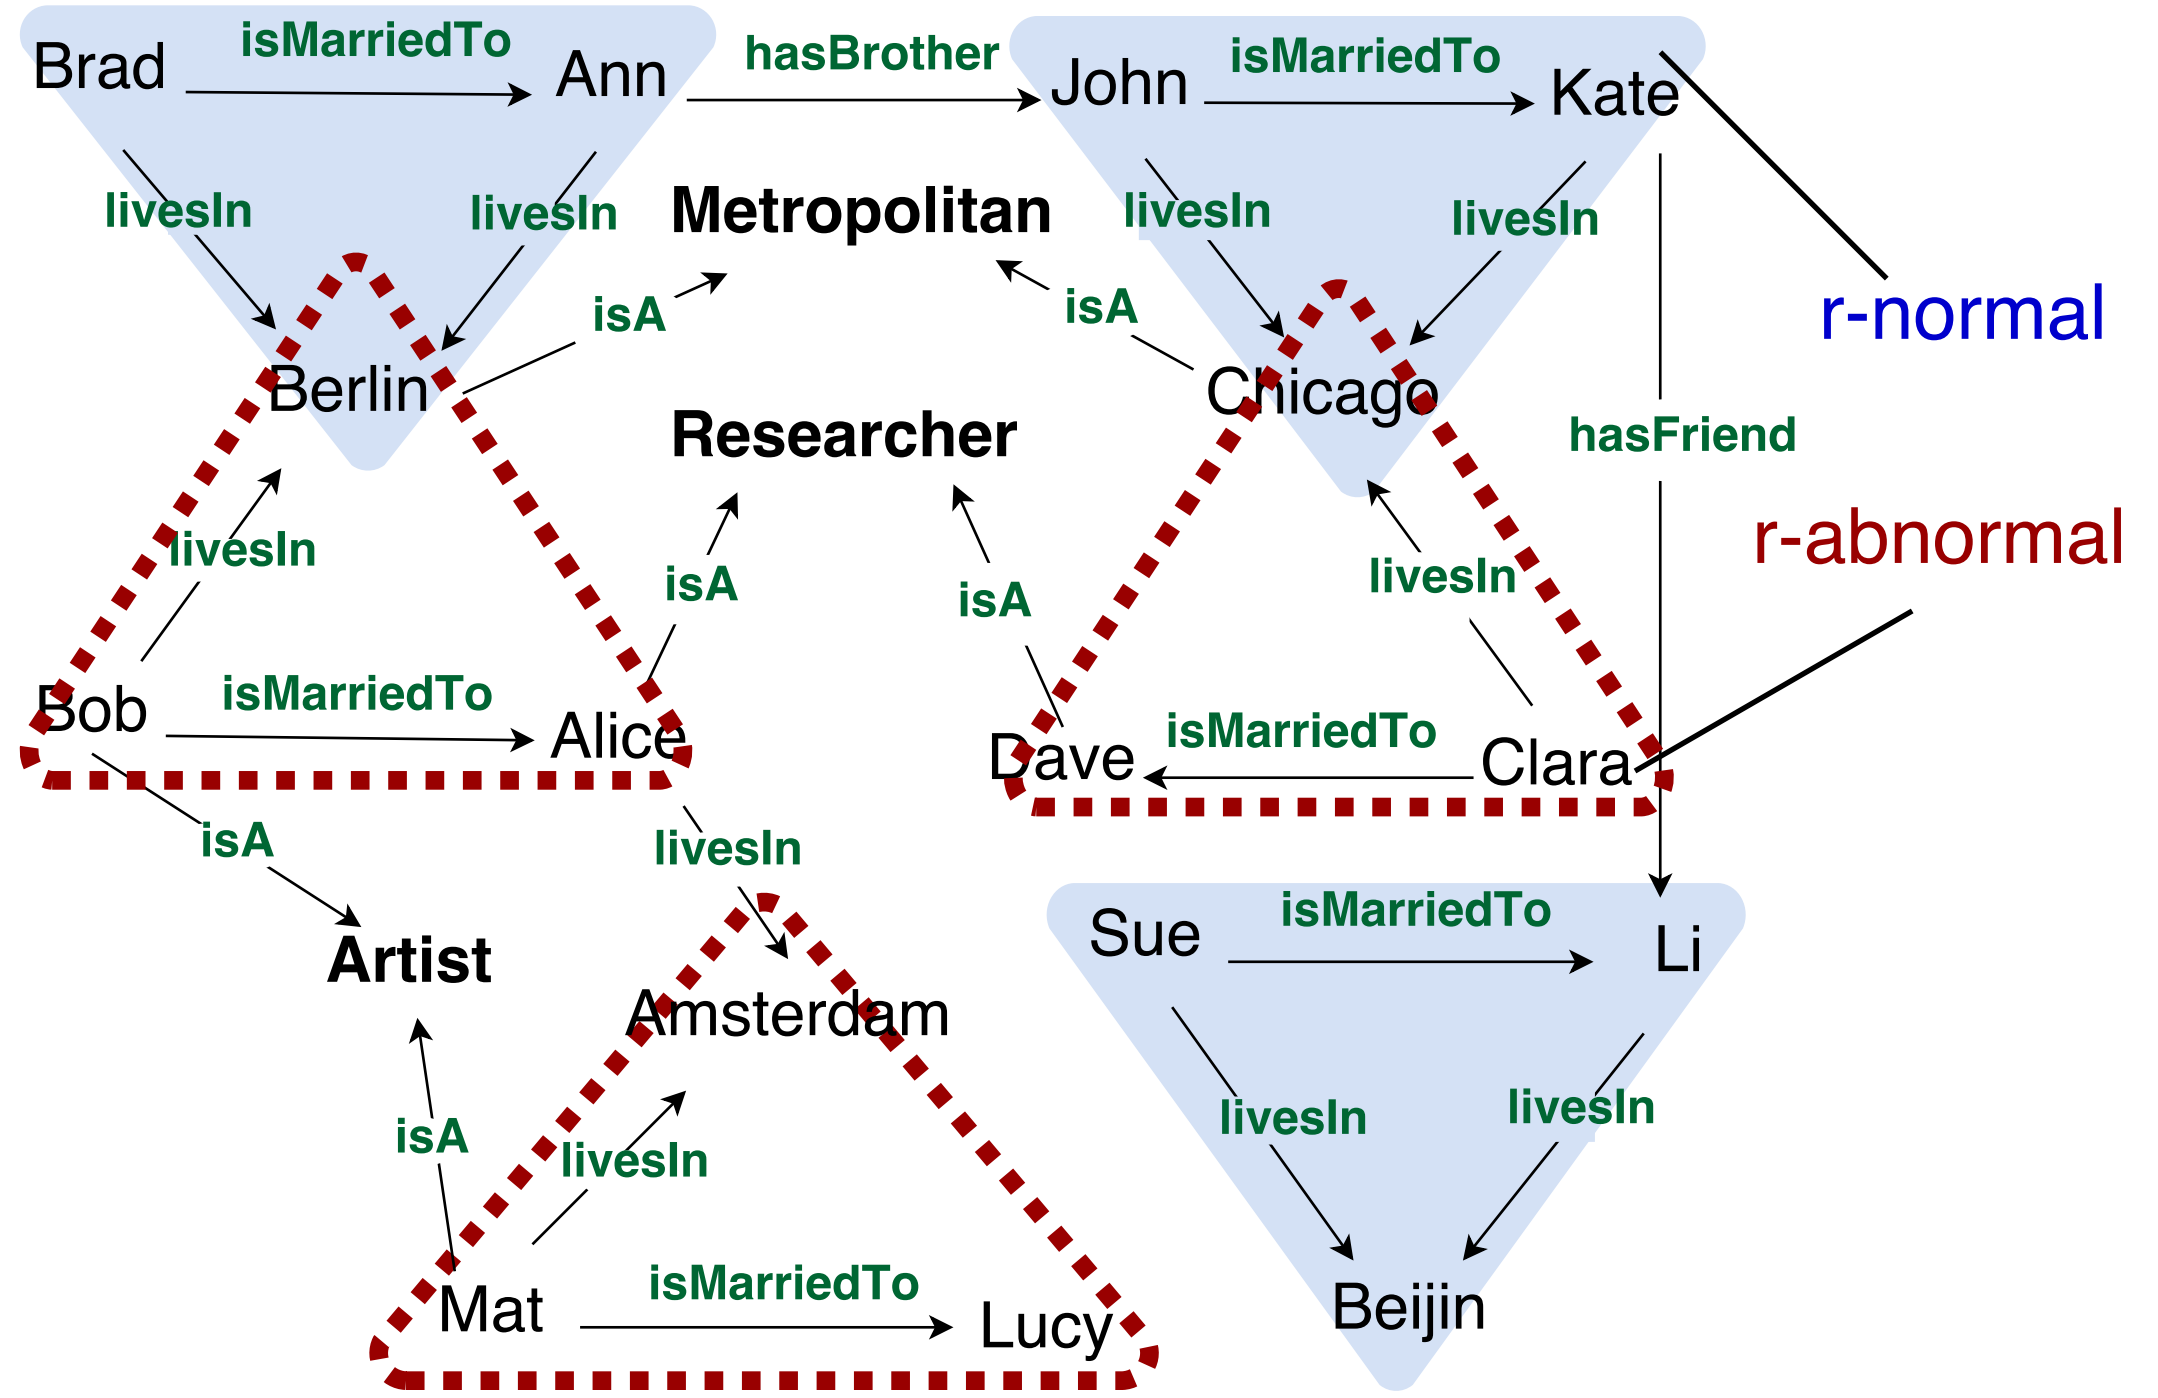 Brad
isMarriedTo
Ann
hasBrother
John
isMarriedTo
Kate
livesIn
livesIn
Metropolitan
livesIn
livesIn
isA
isA
r-normal
Berlin
Chicago
Researcher
hasFriend
r-abnormal
livesIn
isA
isA
livesIn
Bob
isMarriedTo
Alice
Dave
isMarriedTo
Clara
isA
livesIn
Artist
Amsterdam
Sue
isMarriedTo
Li
isA
livesIn
livesIn
livesIn
Mat
isMarriedTo
Lucy
Beijin